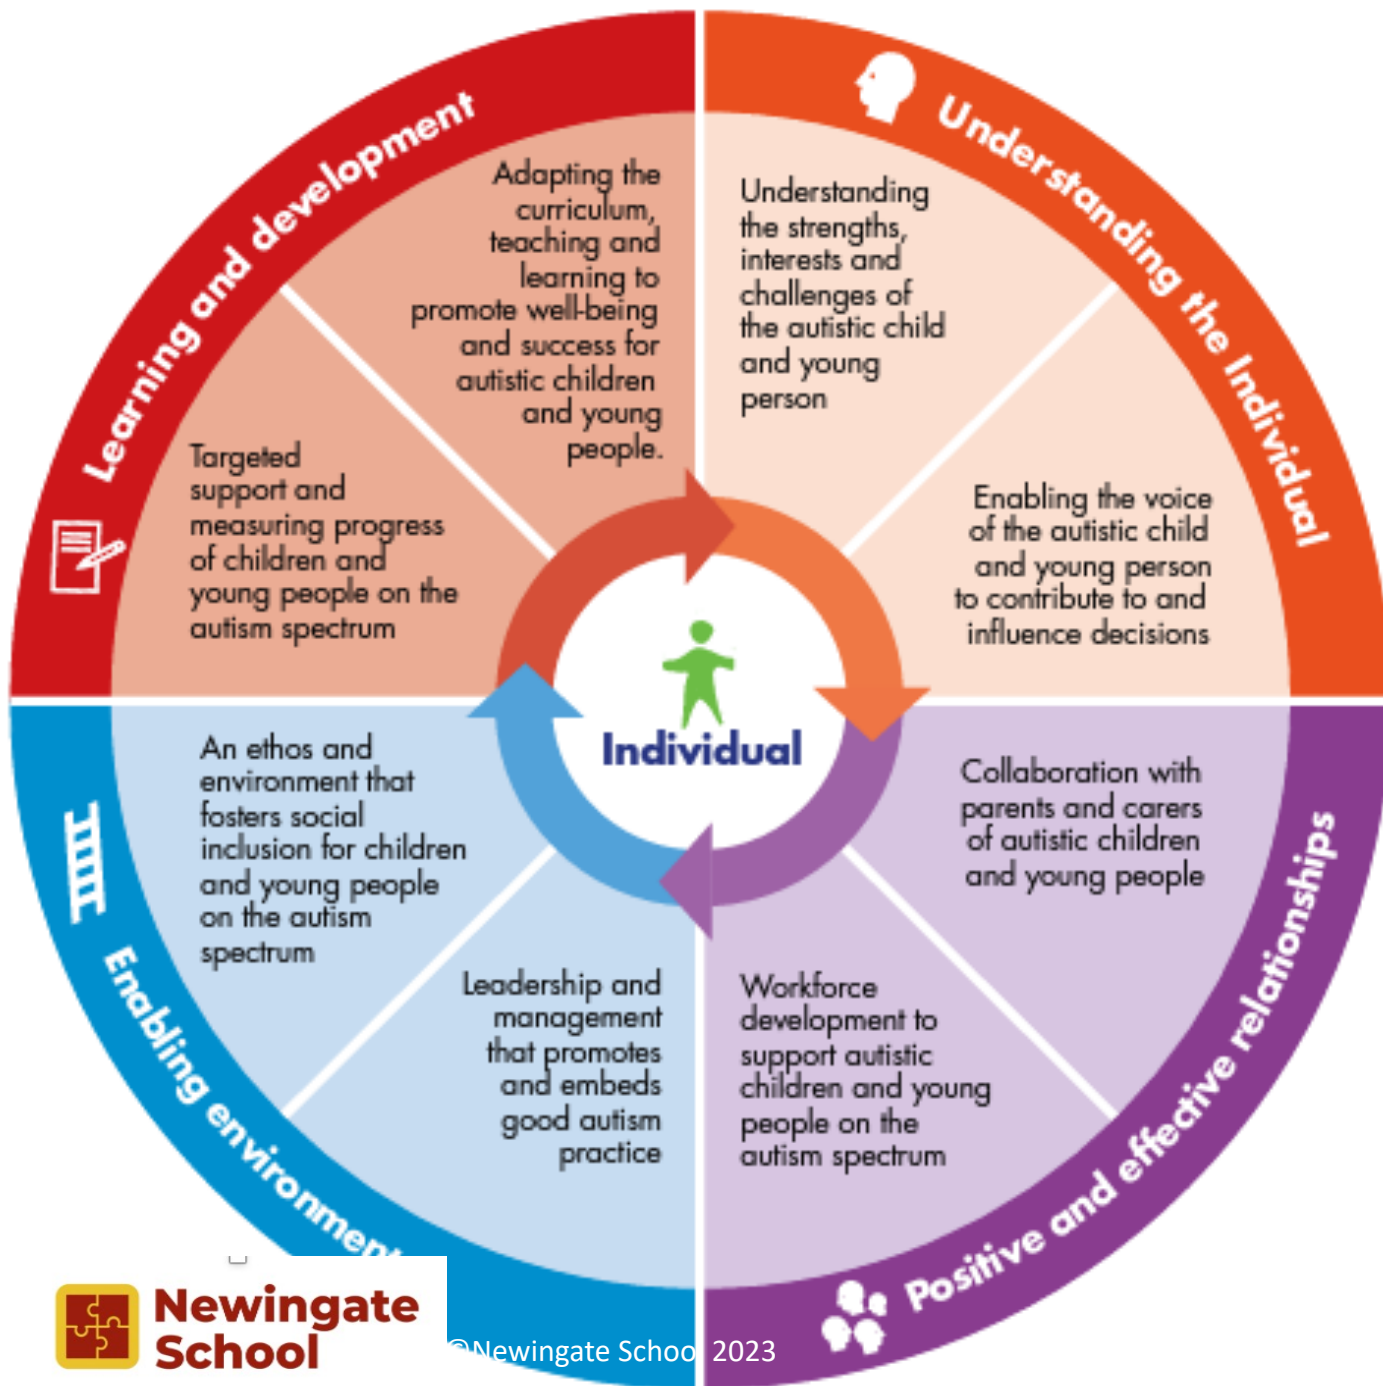 Learning and development
Adapting the
curriculum,
teaching and
learning to
promote well-being
and success for
autistic children
and young
people.
Targeted
support and
measuring progress
of children and
young people on the
autism spectrum
Understanding the Individual
Understanding
the strengths,
interests and
challenges of
the autistic child
and young
person
Enabling the voice
of the autistic child
and young person
to contribute to and
influence decisions
Individual
Enabling environment
An ethos and
environment that
fosters social
inclusion for children
and young people
on the autism
spectrum
Leadership and
management
that promotes
and embeds
good autism
practice
Positive and effective relationships
Collaboration with
parents and carers
of autistic children
and young people
Workforce
development to
support autistic
children and young
people on the
autism spectrum
Newingate
School
©Newingate School 2023